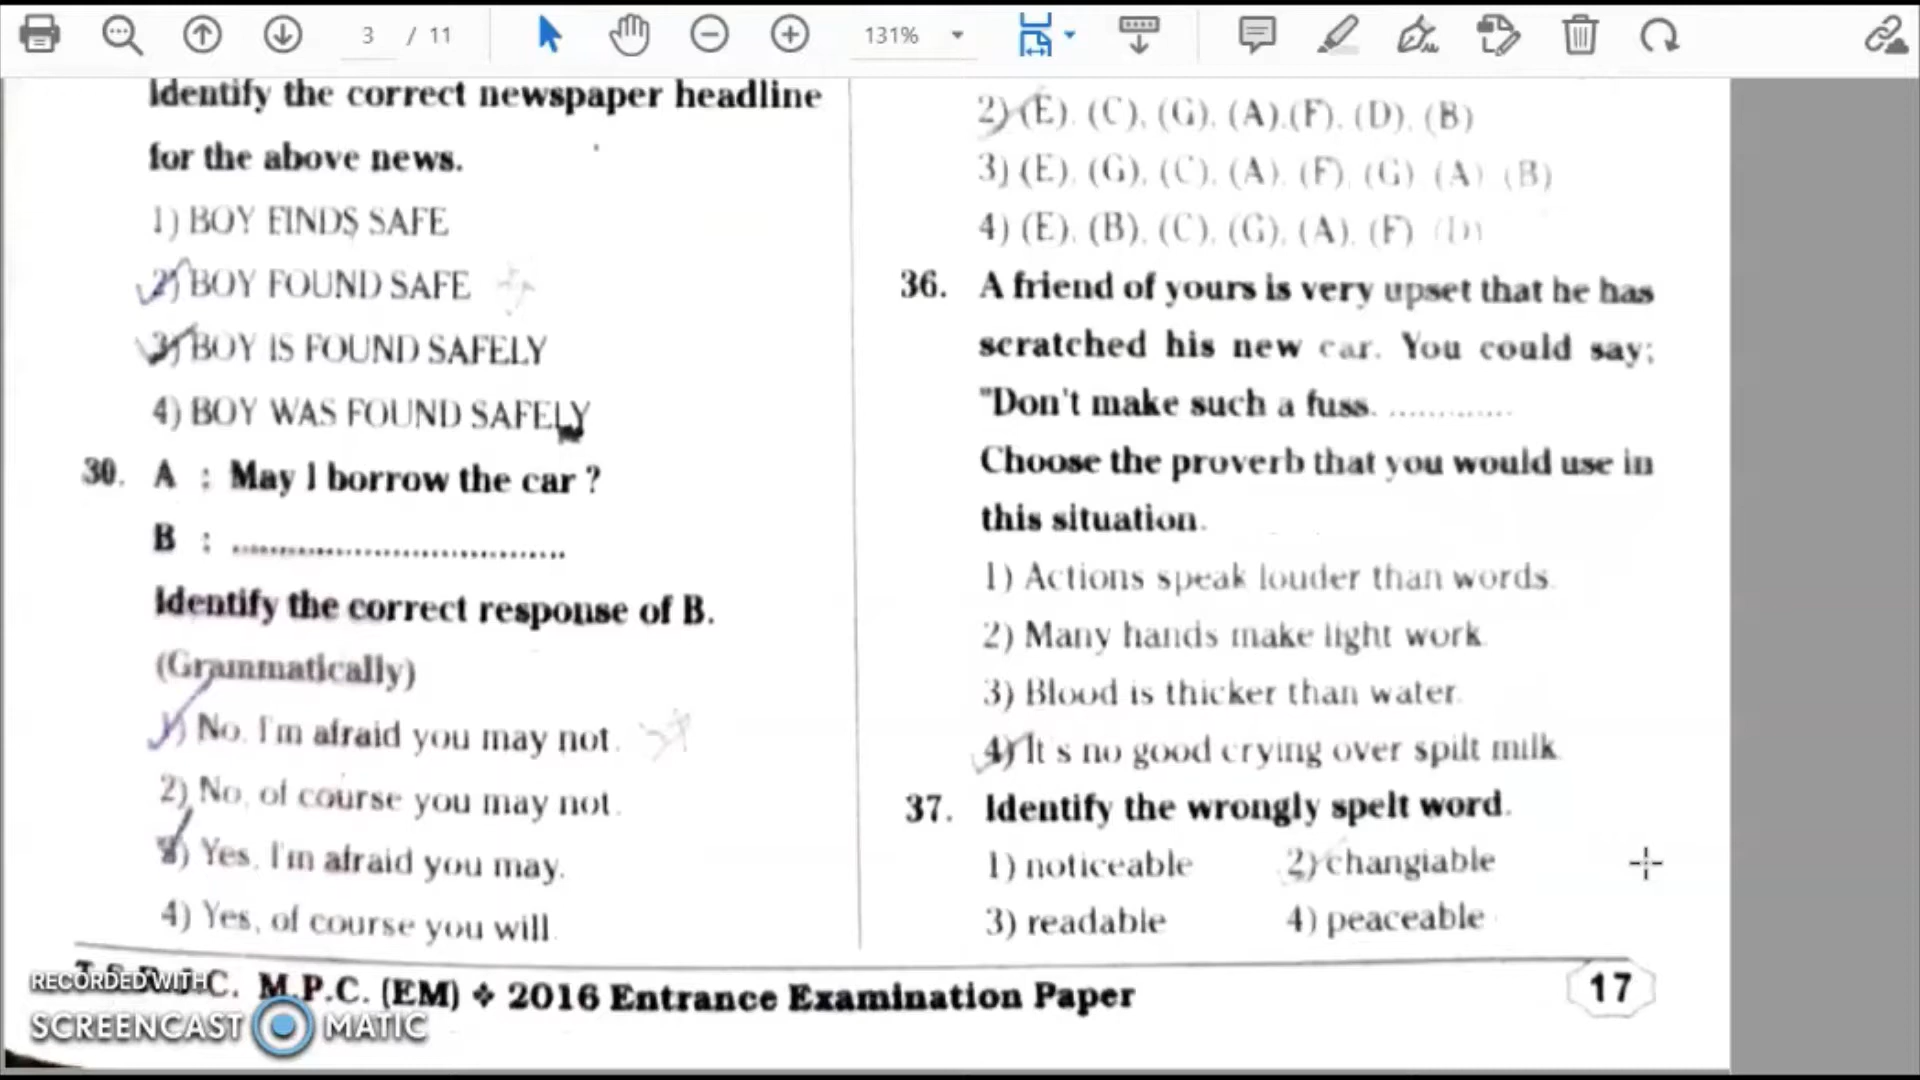 3 / 11
131%
Identify the correct newspaper headline
for the above news.
1) BOY FINDS SAFE
2) BOY FOUND SAFE
3) BOY IS FOUND SAFELY
4) BOY WAS FOUND SAFELY
30. A : May I borrow the car ?
B : ..................................
Identify the correct response of B.
(Grammatically)
1) No. I'm afraid you may not.
2) No, of course you may not.
3) Yes, I'm afraid you may.
4) Yes, of course you will.
2) (E). (C), (G), (A).(F), (D), (B)
3) (E), (G), (C), (A), (F), (G) (A) (B)
4) (E), (B), (C), (G), (A), (F) (D)
36. A friend of yours is very upset that he has
scratched his new car. You could say;
"Don't make such a fuss. .............
Choose the proverb that you would use in
this situation.
1) Actions speak louder than words.
2) Many hands make light work.
3) Blood is thicker than water.
4) It's no good crying over spilt milk.
37. Identify the wrongly spelt word.
1) noticeable 2) changiable
3) readable 4) peaceable
M.P.C. (EM) ❖ 2016 Entrance Examination Paper
17
RECORDED WITH
SCREENCAST MATIC